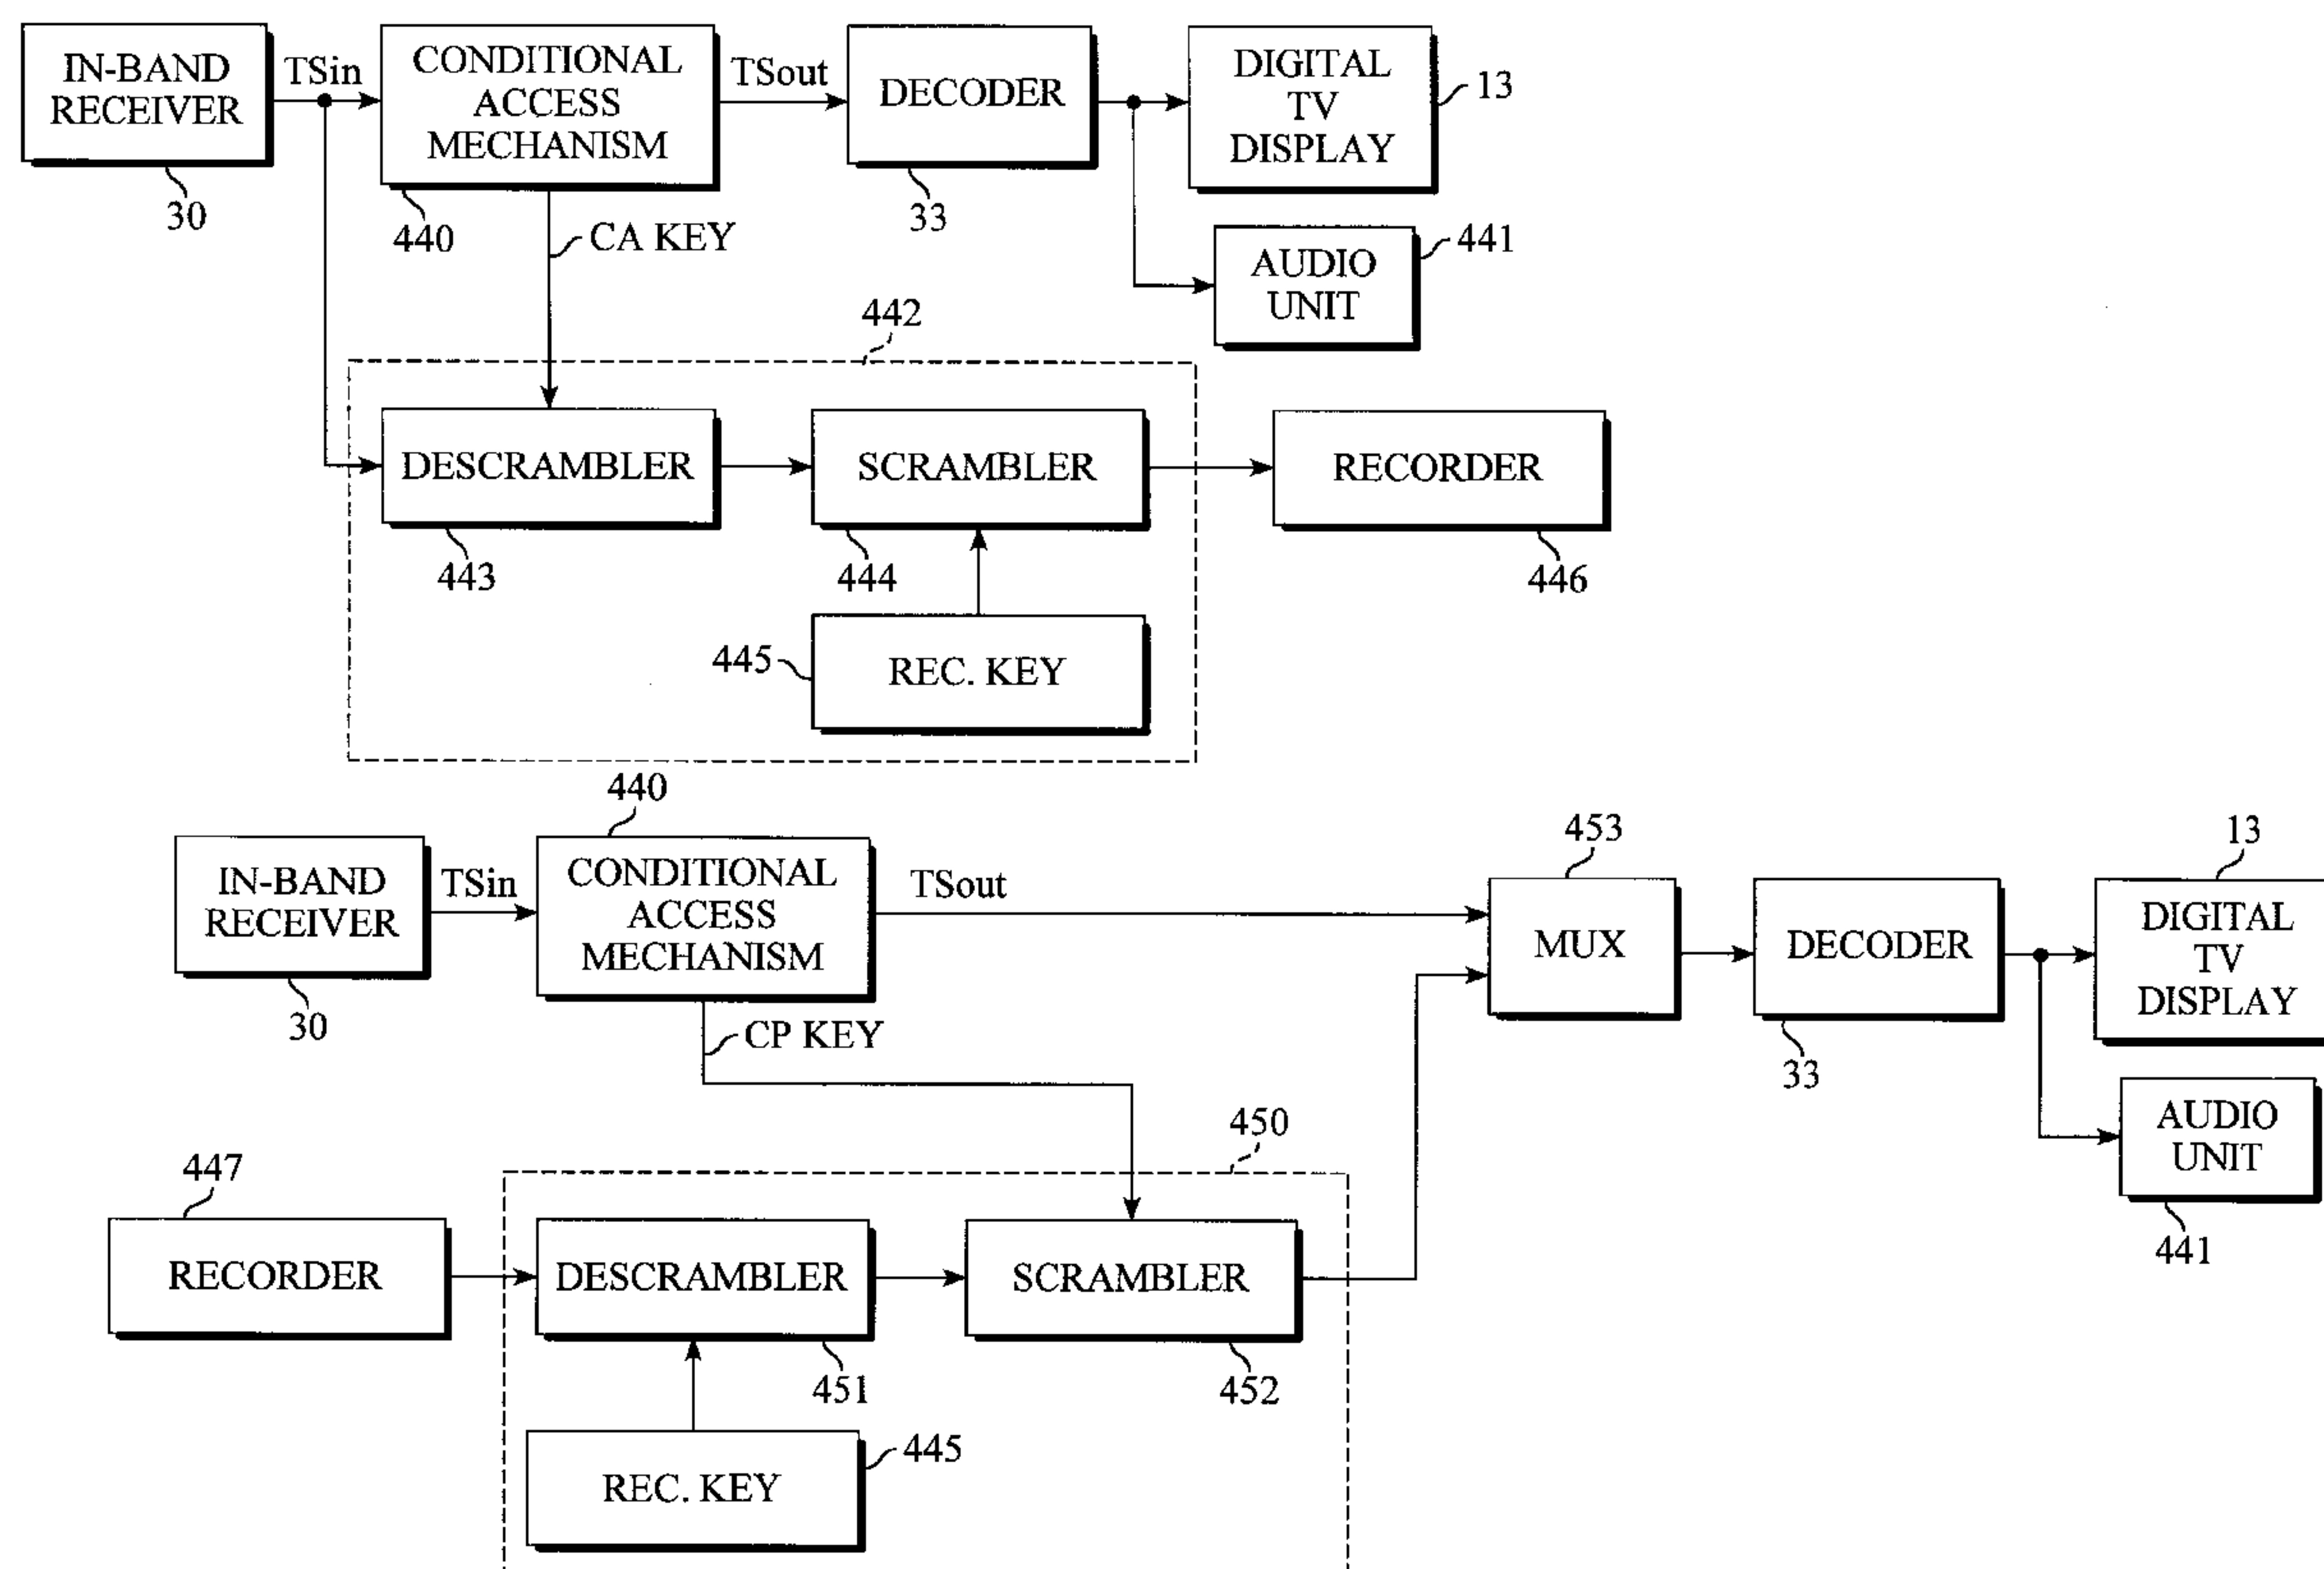 IN-BAND
RECEIVER
30
TSin
CONDITIONAL
ACCESS
MECHANISM
440
TSout
DECODER
33
DIGITAL
TV
DISPLAY
13
CA KEY
AUDIO
UNIT
441
442
DESCRAMBLER
443
SCRAMBLER
444
RECORDER
446
445
REC. KEY
440
IN-BAND
RECEIVER
30
TSin
CONDITIONAL
ACCESS
MECHANISM
TSout
453
MUX
DECODER
33
13
DIGITAL
TV
DISPLAY
CP KEY
AUDIO
UNIT
441
450
447
RECORDER
DESCRAMBLER
451
SCRAMBLER
452
REC. KEY
445